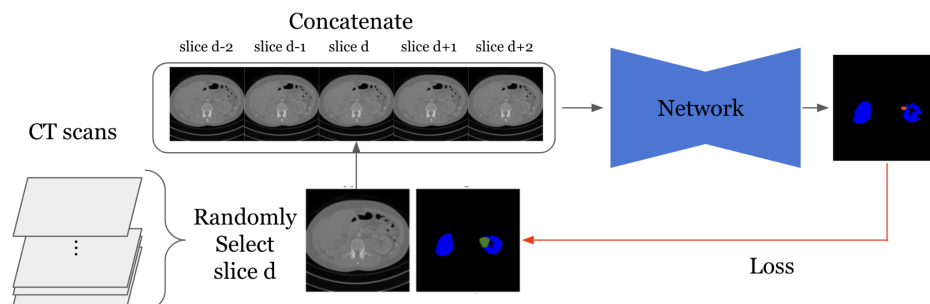 Concatenate
slice d-2 slice d-1 slice d slice d+1 slice d+2
Network
CT scans
Randomly
Select
slice d
Loss